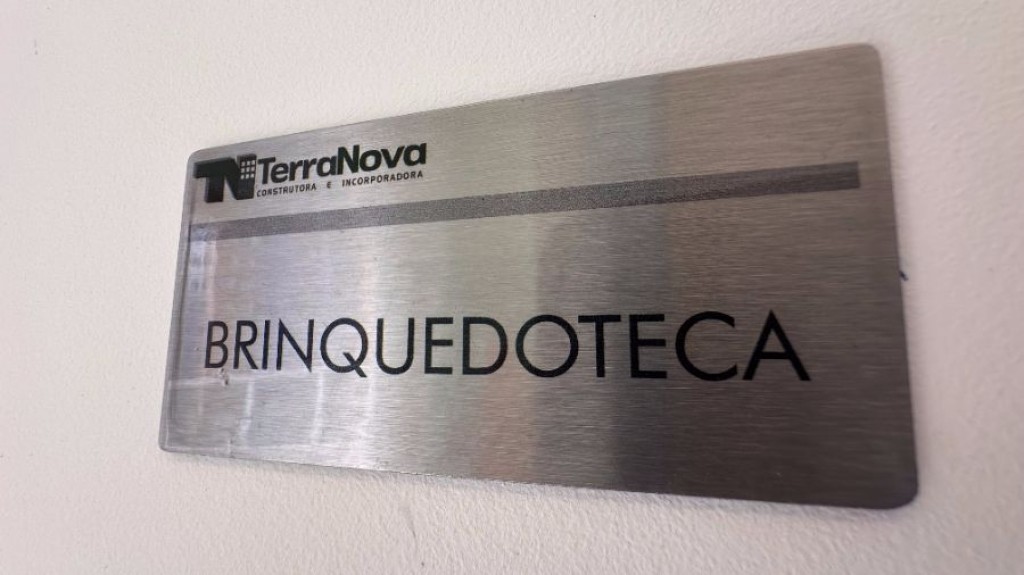 TN TerraNova
CONSTRUTORA E INCORPORADORA
BRINQUEDOTECA